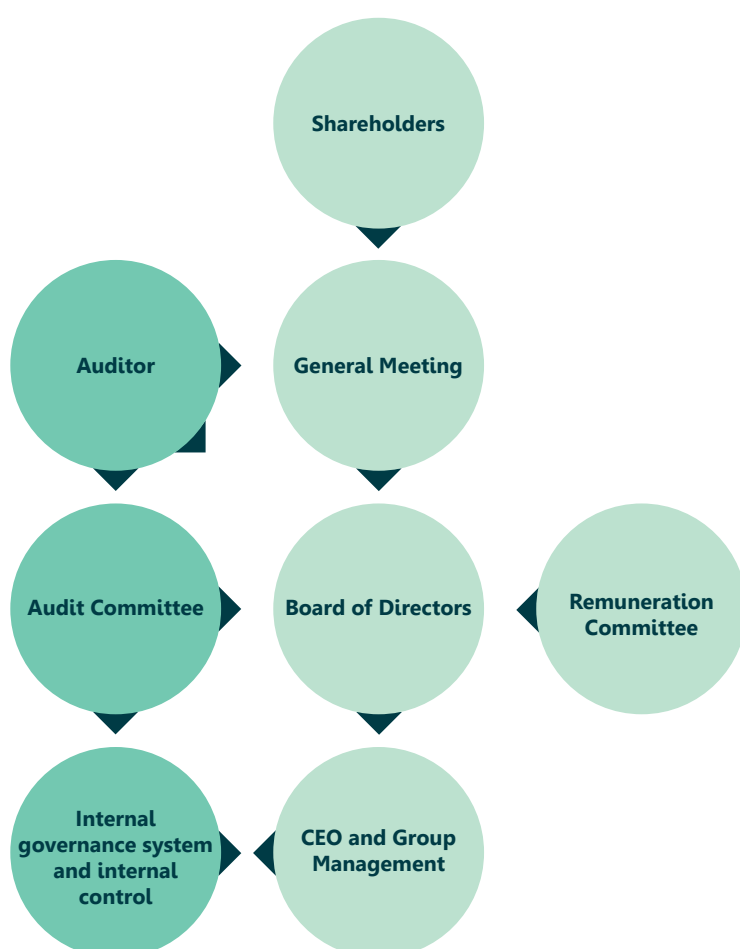 Shareholders
Auditor
General Meeting
Audit Committee
Board of Directors
Remuneration
Committee
Internal
governance system
and internal
control
CEO and Group
Management